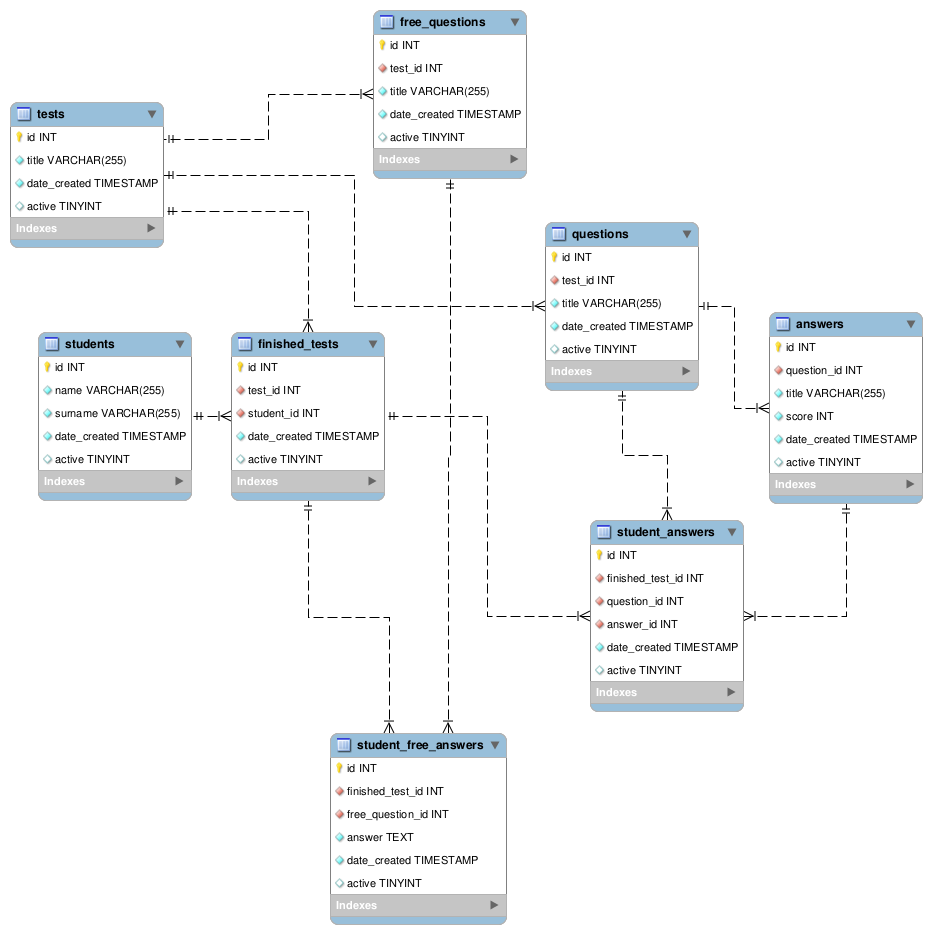 free_questions
id INT
test_id INT
title VARCHAR(255)
date_created TIMESTAMP
active TINYINT
Indexes
tests
id INT
title VARCHAR(255)
date_created TIMESTAMP
active TINYINT
Indexes
questions
id INT
test_id INT
title VARCHAR(255)
date_created TIMESTAMP
active TINYINT
Indexes
answers
id INT
question_id INT
title VARCHAR(255)
score INT
date_created TIMESTAMP
active TINYINT
Indexes
students
id INT
name VARCHAR(255)
surname VARCHAR(255)
date_created TIMESTAMP
active TINYINT
Indexes
finished_tests
id INT
test_id INT
student_id INT
date_created TIMESTAMP
active TINYINT
Indexes
student_answers
id INT
finished_test_id INT
question_id INT
answer_id INT
date_created TIMESTAMP
active TINYINT
Indexes
student_free_answers
id INT
finished_test_id INT
free_question_id INT
answer TEXT
date_created TIMESTAMP
active TINYINT
Indexes